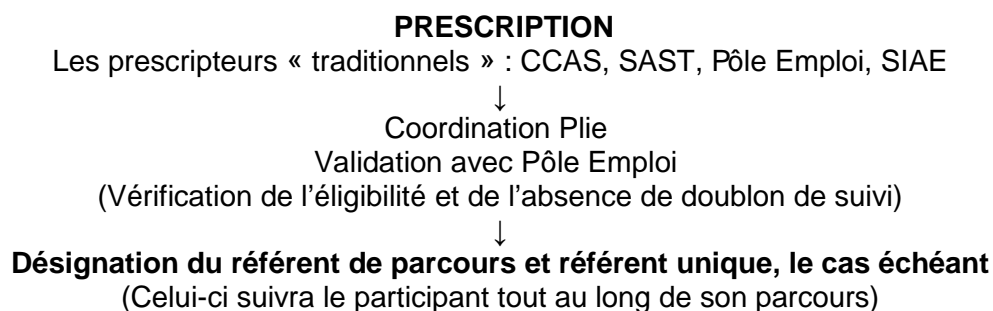 PRESCRIPTION
Les prescripteurs « traditionnels » : CCAS, SAST, Pôle Emploi, SIAE
↓
Coordination Plie
Validation avec Pôle Emploi
(Vérification de l’éligibilité et de l’absence de doublon de suivi)
↓
Désignation du référent de parcours et référent unique, le cas échéant
(Celui-ci suivra le participant tout au long de son parcours)